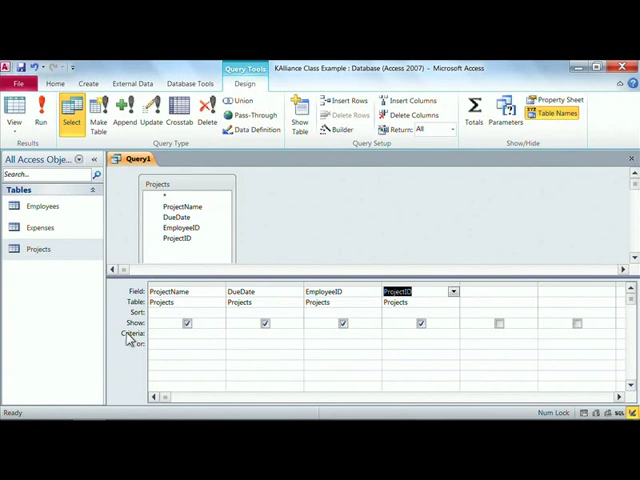 Query Tools
KAlliance Class Example : Database (Access 2007) - Microsoft Access
File Home Create External Data Database Tools Design
View Run Select Make Table Append Update Crosstab Delete
Union
Pass-Through
Data Definition
Show Table
Insert Rows
Delete Rows
Builder
Insert Columns
Delete Columns
Return: All
Totals Parameters
Property Sheet
Table Names
Results Query Type Query Setup Show/Hide
All Access Obje...
Search...
Tables
Employees
Expenses
Projects
Query1
Projects
*
ProjectName
DueDate
EmployeeID
ProjectID
Field: ProjectName DueDate EmployeeID ProjectID
Table: Projects Projects Projects Projects
Sort:
Show:
Criteria:
or:
Ready Num Lock SQL